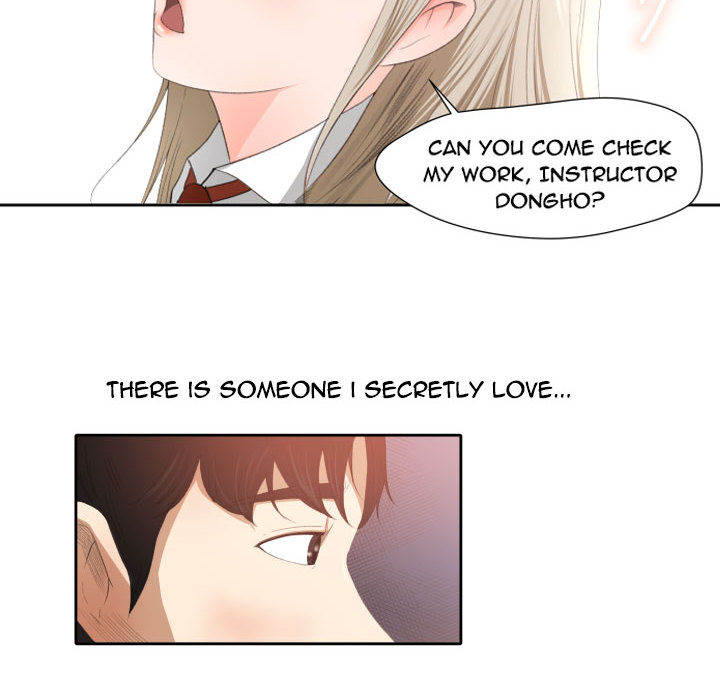 CAN YOU COME CHECK
MY WORK, INSTRUCTOR
DONGHO?
THERE IS SOMEONE I SECRETLY LOVE...